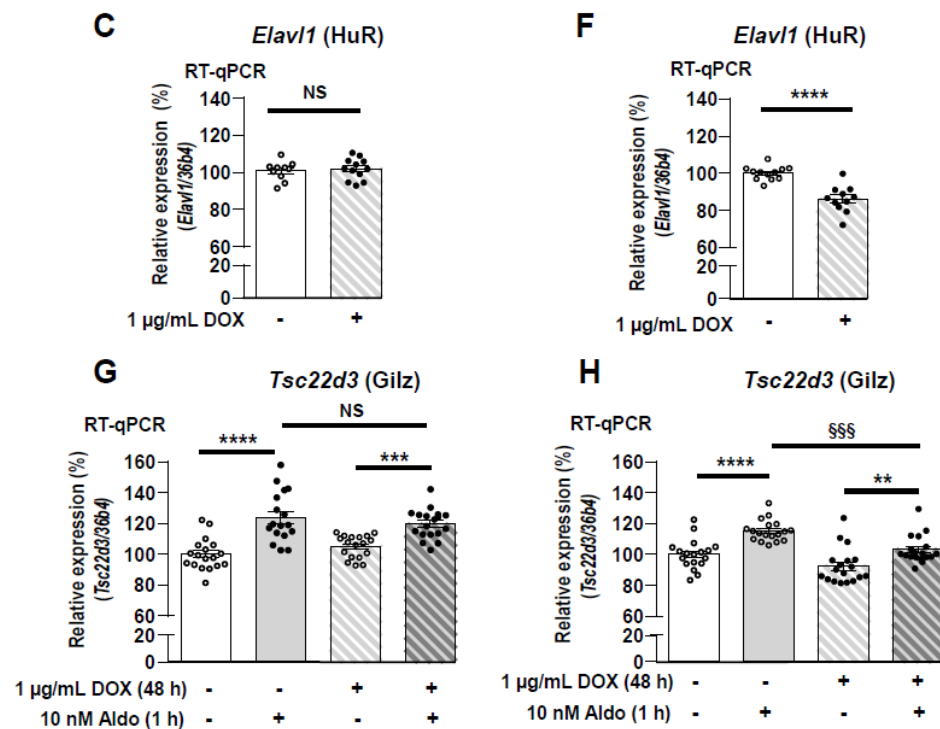 C
Elavl1 (HuR)
RT-qPCR
NS
Relative expression (%)
(Elavl1/36b4)
140
120
100
80
60
20
0
1 µg/mL DOX - +
F
Elavl1 (HuR)
RT-qPCR
****
Relative expression (%)
(Elavl1/36b4)
140
120
100
80
60
20
0
1 µg/mL DOX - +
G
Tsc22d3 (Gilz)
NS
RT-qPCR
**** ***
Relative expression (%)
(Tsc22d3/36b4)
160
140
120
100
80
60
20
0
1 µg/mL DOX (48 h) - - + +
10 nM Aldo (1 h) - + - +
H
Tsc22d3 (Gilz)
§§§
RT-qPCR
**** **
Relative expression (%)
(Tsc22d3/36b4)
160
140
120
100
80
60
20
0
1 µg/mL DOX (48 h) - - + +
10 nM Aldo (1 h) - + - +